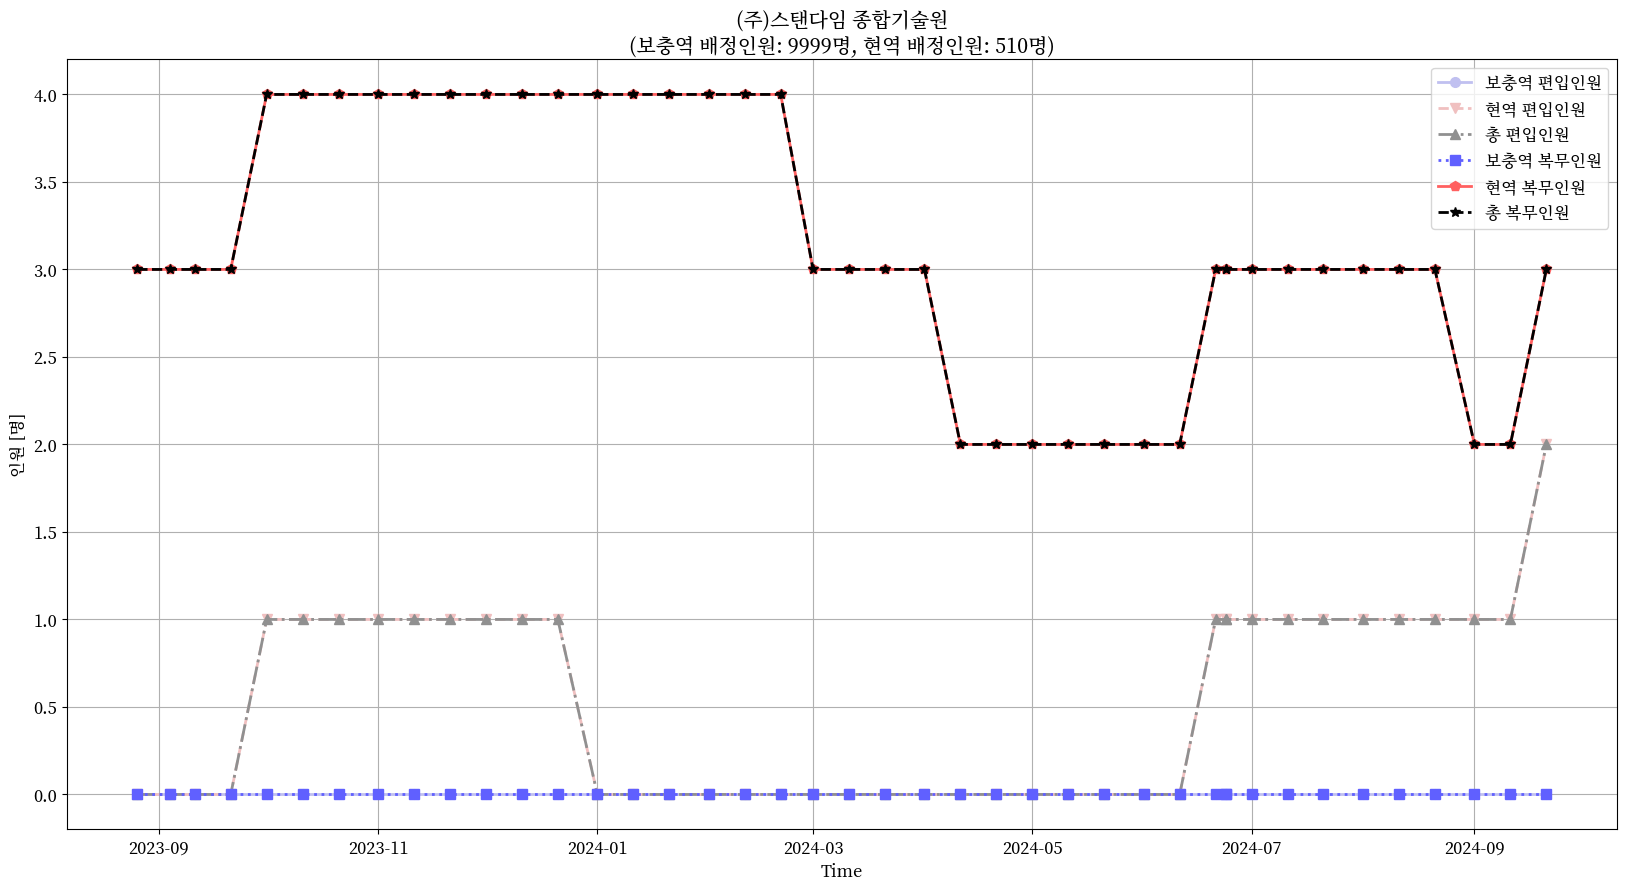 (주)스탠다임 종합기술원
(보충역 배정인원: 9999명, 현역 배정인원: 510명)
보충역 편입인원
현역 편입인원
총 편입인원
보충역 복무인원
현역 복무인원
총 복무인원
4.0
3.5
3.0
2.5
2.0
1.5
1.0
0.5
0.0
인원 [명]
2023-09 2023-11 2024-01 2024-03 2024-05 2024-07 2024-09
Time